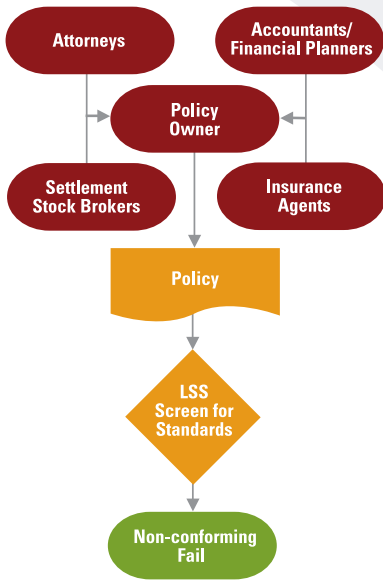 Attorneys
Accountants/
Financial Planners
Policy
Owner
Settlement
Stock Brokers
Insurance
Agents
Policy
LSS
Screen for
Standards
Non-conforming
Fail